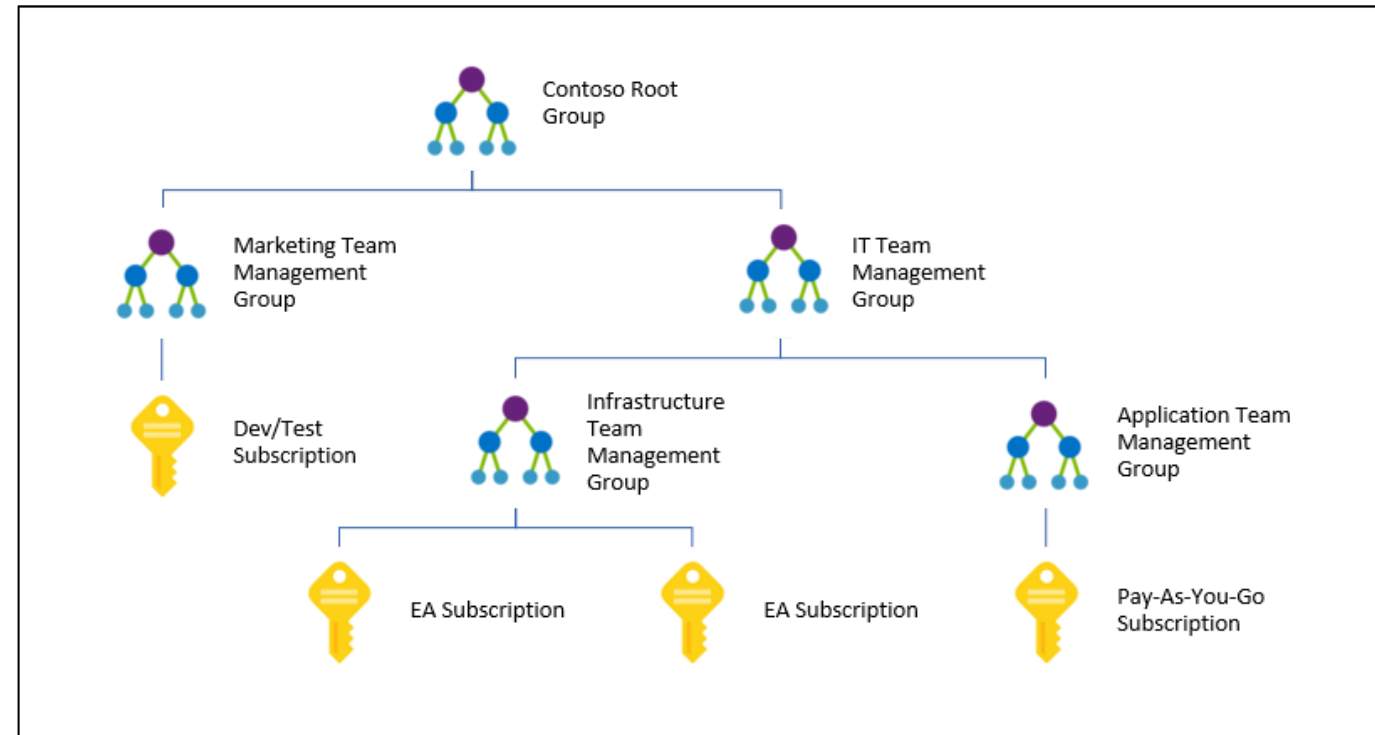 Contoso Root
Group
Marketing Team
Management
Group
IT Team
Management
Group
Dev/Test
Subscription
Infrastructure
Team
Management
Group
Application Team
Management
Group
EA Subscription
EA Subscription
Pay-As-You-Go
Subscription